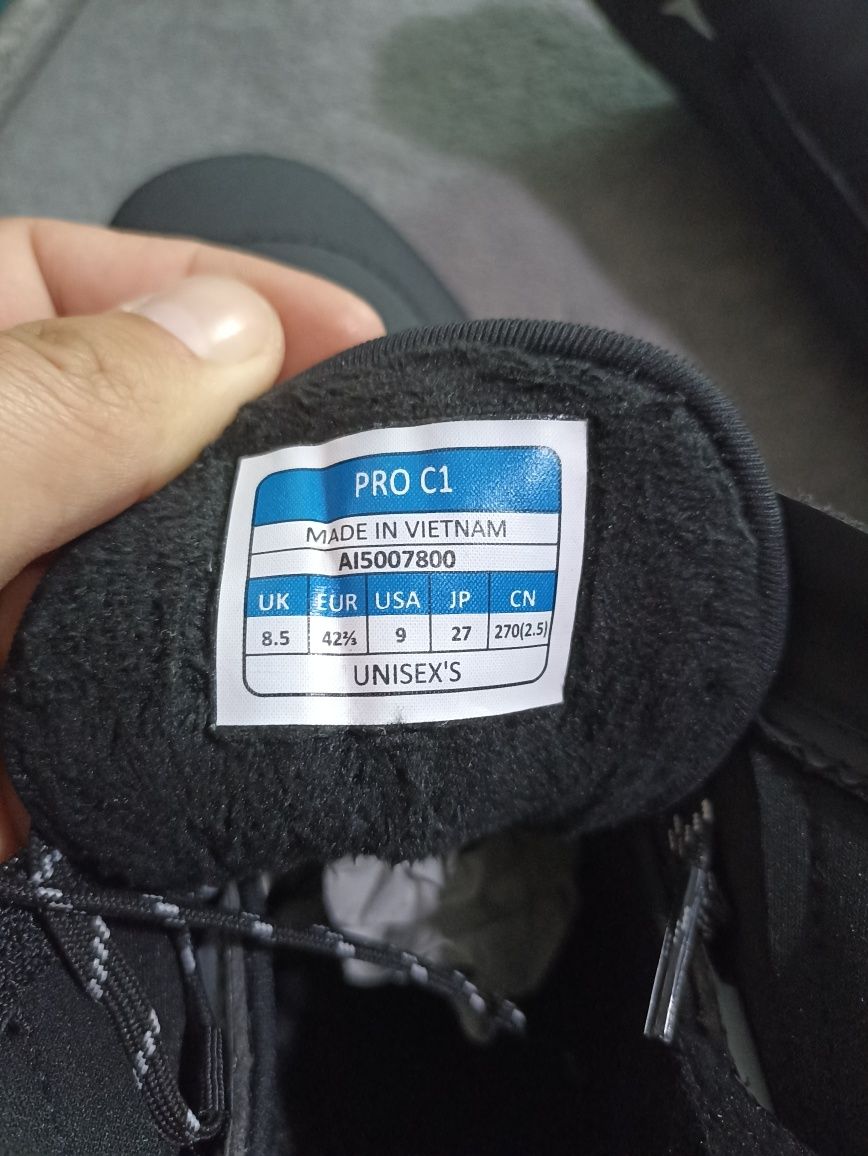 PRO C1
MADE IN VIETNAM
AI5007800
UK EUR USA JP CN
8.5 42⅔ 9 27 270(2.5)
UNISEX'S